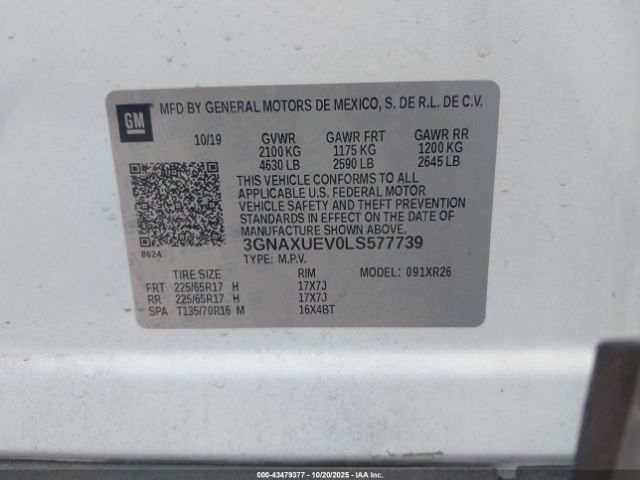 GM
MFD BY GENERAL MOTORS DE MEXICO, S. DE R.L. DE C.V.
10/19 GVWR GAWR FRT GAWR RR
2100 KG 1175 KG 1200 KG
4630 LB 2590 LB 2645 LB
THIS VEHICLE CONFORMS TO ALL
APPLICABLE U.S. FEDERAL MOTOR
VEHICLE SAFETY AND THEFT PREVENTION
STANDARDS IN EFFECT ON THE DATE OF
MANUFACTURE SHOWN ABOVE.
3GNAXUEV0LS577739
8624
TYPE: M.P.V.
TIRE SIZE RIM MODEL: 091XR26
FRT 225/65R17 H 17X7J
RR 225/65R17 H 17X7J
SPA T135/70R16 M 16X4BT
000-43479377 - 10/20/2025 - IAA Inc.